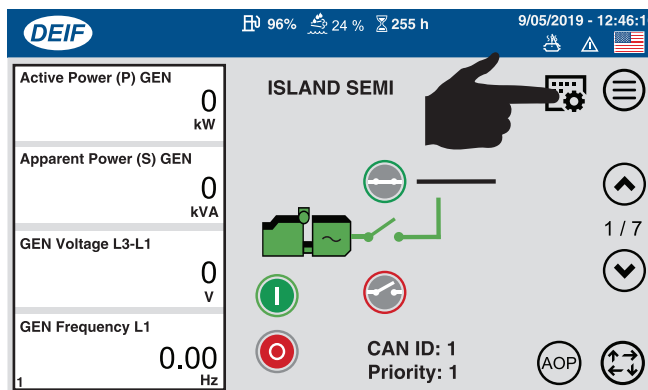 DEIF
96% 24 % 255 h
9/05/2019 - 12:46:1
Active Power (P) GEN
0
kW
Apparent Power (S) GEN
0
kVA
GEN Voltage L3-L1
0
V
GEN Frequency L1
0.00
1 Hz
ISLAND SEMI
1 / 7
I
O
CAN ID: 1
Priority: 1
AOP